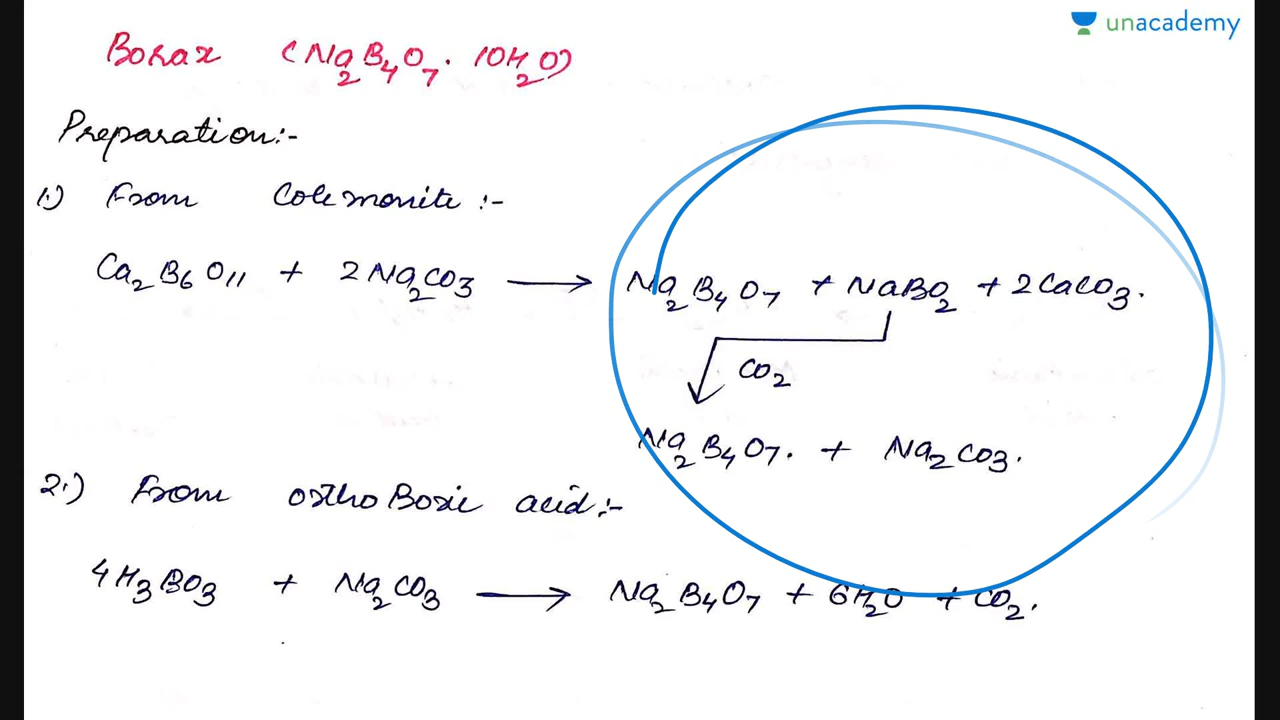 unacademy
Borax (Na2B4O7. 10H2O)
Preparation:-
1.) From Colemonite :-
Ca2B6O11 + 2Na2CO3 → Na2B4O7 + NaBO2 + 2CaCO3.
CO2
Na2B4O7. + Na2CO3.
2.) From orthoBoric acid:-
4H3BO3 + Na2CO3 → Na2B4O7 + 6H2O + CO2.